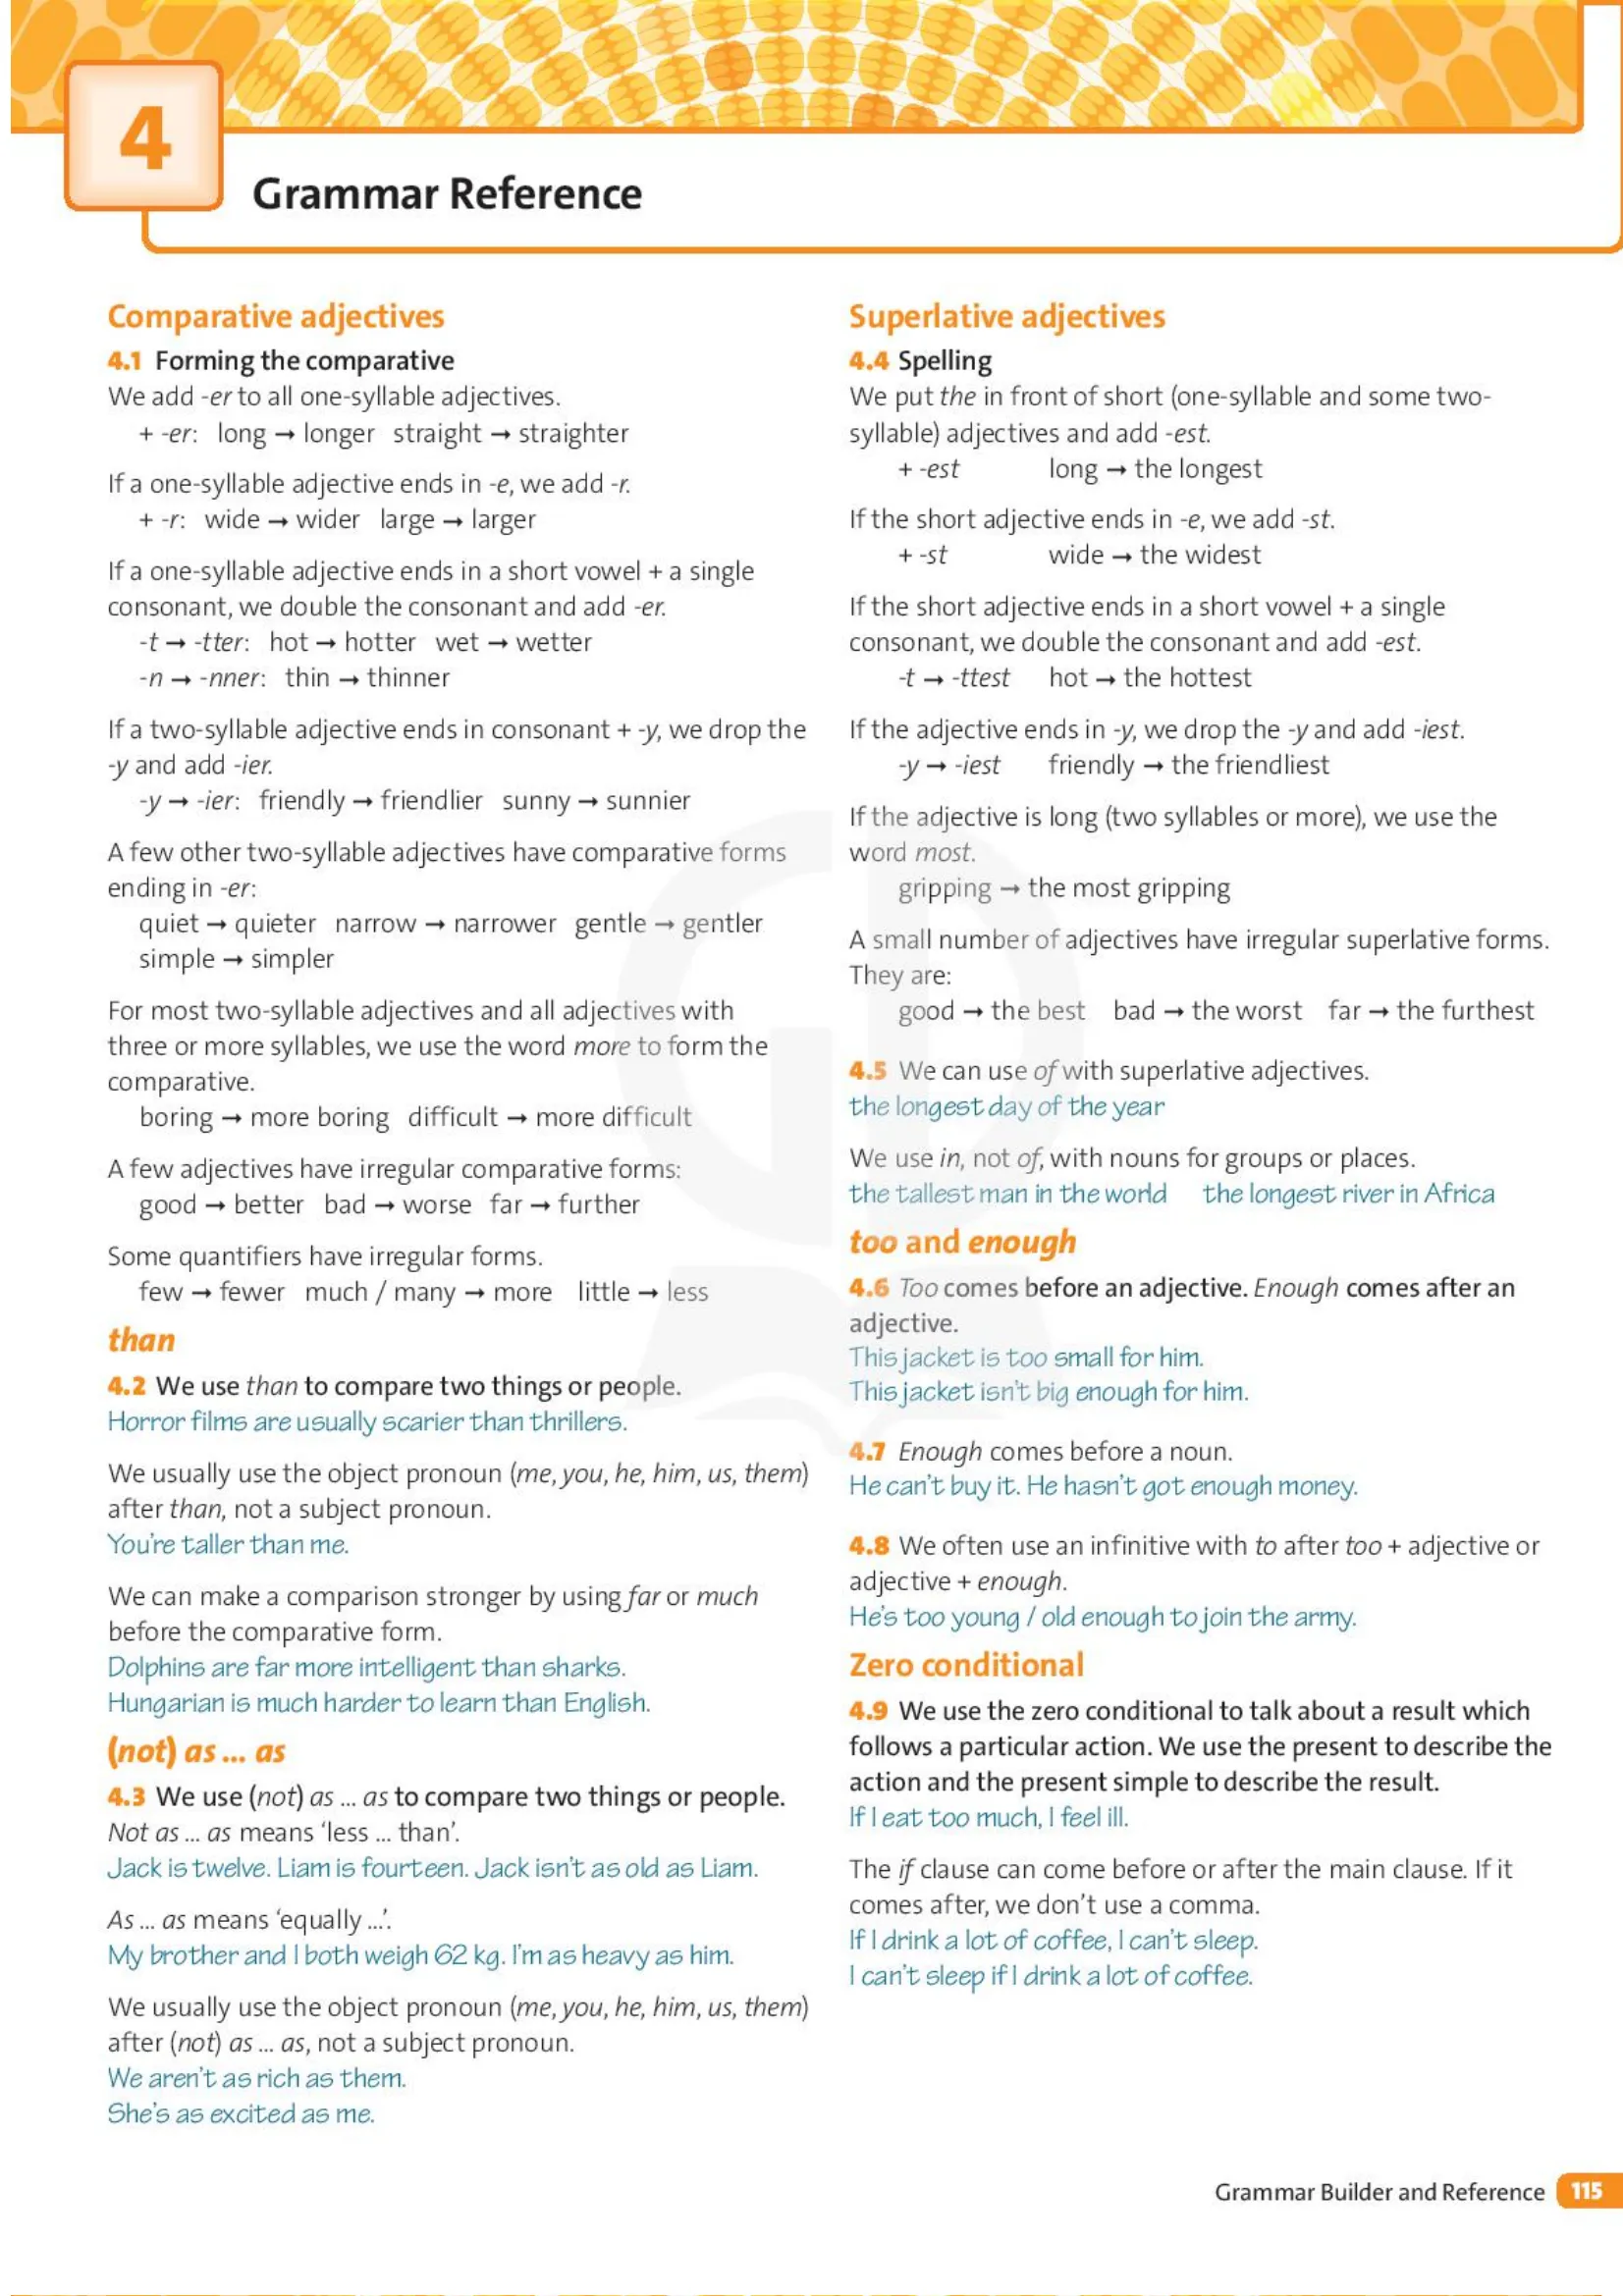 4
Grammar Reference
Comparative adjectives
4.1 Forming the comparative
We add -er to all one-syllable adjectives.
+ -er: long → longer straight → straighter
If a one-syllable adjective ends in -e, we add -r.
+ -r: wide → wider large → larger
If a one-syllable adjective ends in a short vowel + a single
consonant, we double the consonant and add -er.
-t → -tter: hot → hotter wet → wetter
-n → -nner: thin → thinner
If a two-syllable adjective ends in consonant + -y, we drop the
-y and add -ier.
-y → -ier: friendly → friendlier sunny → sunnier
A few other two-syllable adjectives have comparative forms
ending in -er:
quiet → quieter narrow → narrower gentle → gentler
simple → simpler
For most two-syllable adjectives and all adjectives with
three or more syllables, we use the word more to form the
comparative.
boring → more boring difficult → more difficult
A few adjectives have irregular comparative forms:
good → better bad → worse far → further
Some quantifiers have irregular forms.
few → fewer much / many → more little → less
than
4.2 We use than to compare two things or people.
Horror films are usually scarier than thrillers.
We usually use the object pronoun (me, you, he, him, us, them)
after than, not a subject pronoun.
You're taller than me.
We can make a comparison stronger by using far or much
before the comparative form.
Dolphins are far more intelligent than sharks.
Hungarian is much harder to learn than English.
(not) as ... as
4.3 We use (not) as ... as to compare two things or people.
Not as ... as means 'less ... than'.
Jack is twelve. Liam is fourteen. Jack isn't as old as Liam.
As ... as means 'equally ...'.
My brother and I both weigh 62 kg. I'm as heavy as him.
We usually use the object pronoun (me, you, he, him, us, them)
after (not) as ... as, not a subject pronoun.
We aren't as rich as them.
She's as excited as me.
Superlative adjectives
4.4 Spelling
We put the in front of short (one-syllable and some two-
syllable) adjectives and add -est.
+ -est long → the longest
If the short adjective ends in -e, we add -st.
+ -st wide → the widest
If the short adjective ends in a short vowel + a single
consonant, we double the consonant and add -est.
-t → -ttest hot → the hottest
If the adjective ends in -y, we drop the -y and add -iest.
-y → -iest friendly → the friendliest
If the adjective is long (two syllables or more), we use the
word most.
gripping → the most gripping
A small number of adjectives have irregular superlative forms.
They are:
good → the best bad → the worst far → the furthest
4.5 We can use of with superlative adjectives.
the longest day of the year
We use in, not of, with nouns for groups or places.
the tallest man in the world the longest river in Africa
too and enough
4.6 Too comes before an adjective. Enough comes after an
adjective.
This jacket is too small for him.
This jacket isn't big enough for him.
4.7 Enough comes before a noun.
He can't buy it. He hasn't got enough money.
4.8 We often use an infinitive with to after too + adjective or
adjective + enough.
He's too young / old enough to join the army.
Zero conditional
4.9 We use the zero conditional to talk about a result which
follows a particular action. We use the present to describe the
action and the present simple to describe the result.
If I eat too much, I feel ill.
The if clause can come before or after the main clause. If it
comes after, we don't use a comma.
If I drink a lot of coffee, I can't sleep.
I can't sleep if I drink a lot of coffee.
Grammar Builder and Reference 115